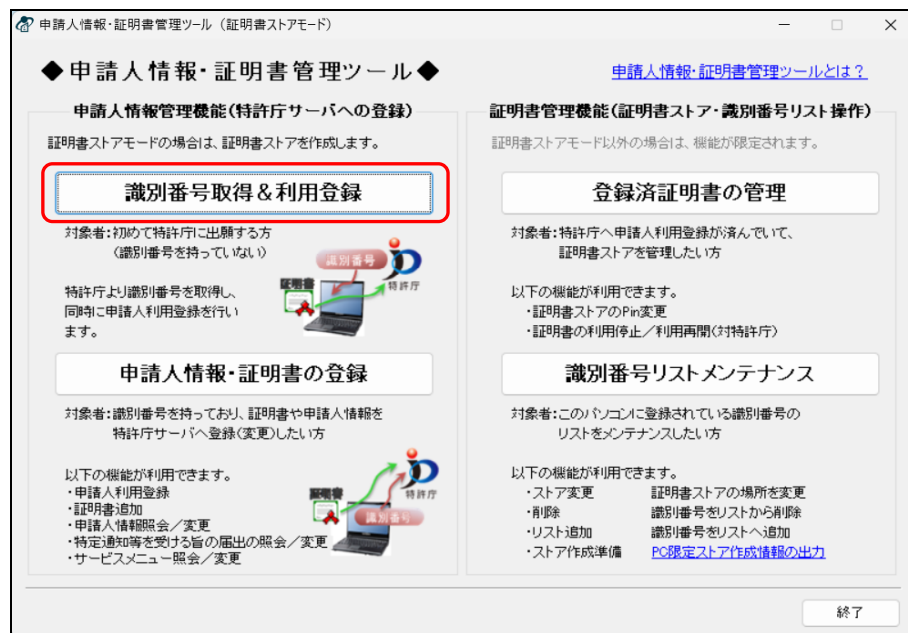 申請人情報・証明書管理ツール（証明書ストアモード）
◆申請人情報・証明書管理ツール◆
申請人情報・証明書管理ツールとは？
申請人情報管理機能(特許庁サーバへの登録)
証明書ストアモードの場合は、証明書ストアを作成します。
識別番号取得＆利用登録
対象者：初めて特許庁に出願する方
（識別番号を持っていない）
特許庁より識別番号を取得し、
同時に申請人利用登録を行い
ます。
識別番号
証明書
特許庁
申請人情報・証明書の登録
対象者：識別番号を持っており、証明書や申請人情報を
特許庁サーバへ登録（変更）したい方
以下の機能が利用できます。
・申請人利用登録
・証明書追加
・申請人情報照会／変更
・特定通知等を受ける旨の届出の照会／変更
・サービスメニュー照会／変更
証明書
特許庁
識別番号
証明書管理機能(証明書ストア・識別番号リスト操作)
証明書ストアモード以外の場合は、機能が限定されます。
登録済証明書の管理
対象者：特許庁へ申請人利用登録が済んでいて、
証明書ストアを管理したい方
以下の機能が利用できます。
・証明書ストアのPin変更
・証明書の利用停止／利用再開（対特許庁）
識別番号リストメンテナンス
対象者：このパソコンに登録されている識別番号の
リストをメンテナンスしたい方
以下の機能が利用できます。
・ストア変更 証明書ストアの場所を変更
・削除 識別番号をリストから削除
・リスト追加 識別番号をリストへ追加
・ストア作成準備 PC限定ストア作成情報の出力
終了